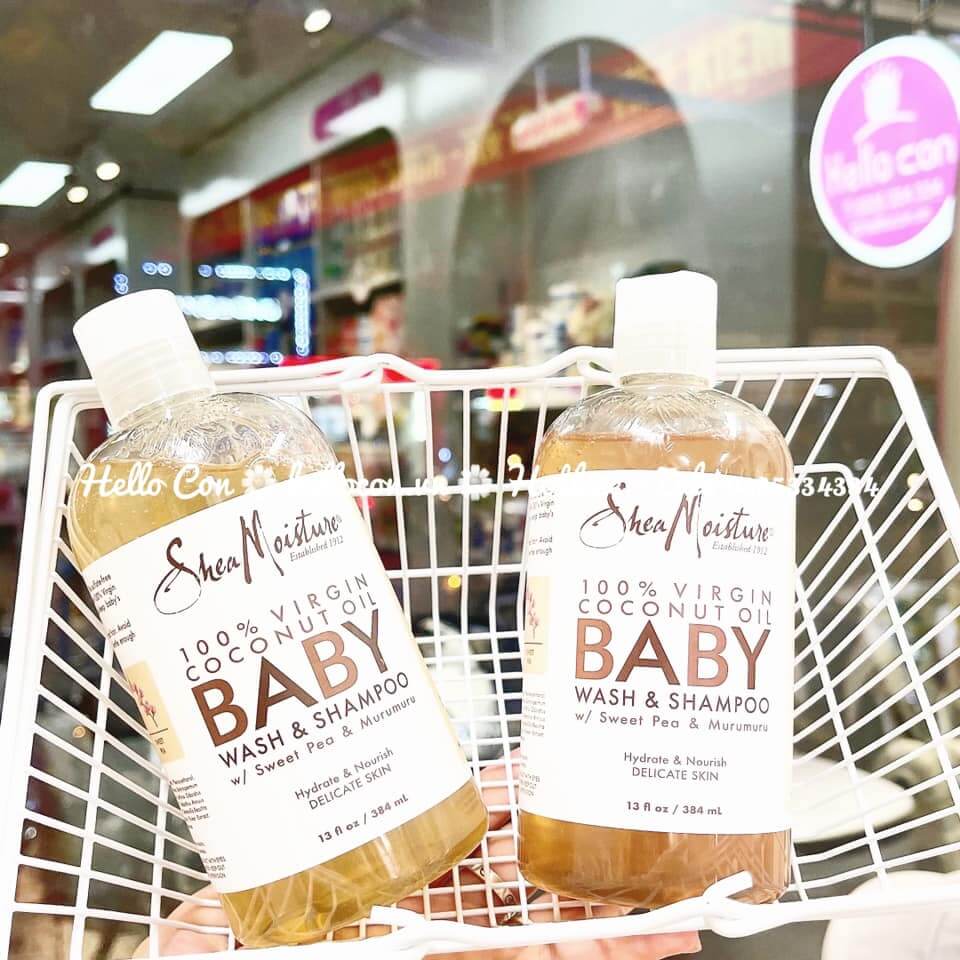 Hello con
Hello Con
SheaMoisture®
Established 1912
100% VIRGIN
COCONUT OIL
BABY
WASH & SHAMPOO
w/ Sweet Pea & Murumuru
Hydrate & Nourish
DELICATE SKIN
13 fl oz / 384 mL
SheaMoisture®
Established 1912
100% VIRGIN
COCONUT OIL
BABY
WASH & SHAMPOO
w/ Sweet Pea & Murumuru
Hydrate & Nourish
DELICATE SKIN
13 fl oz / 384 mL